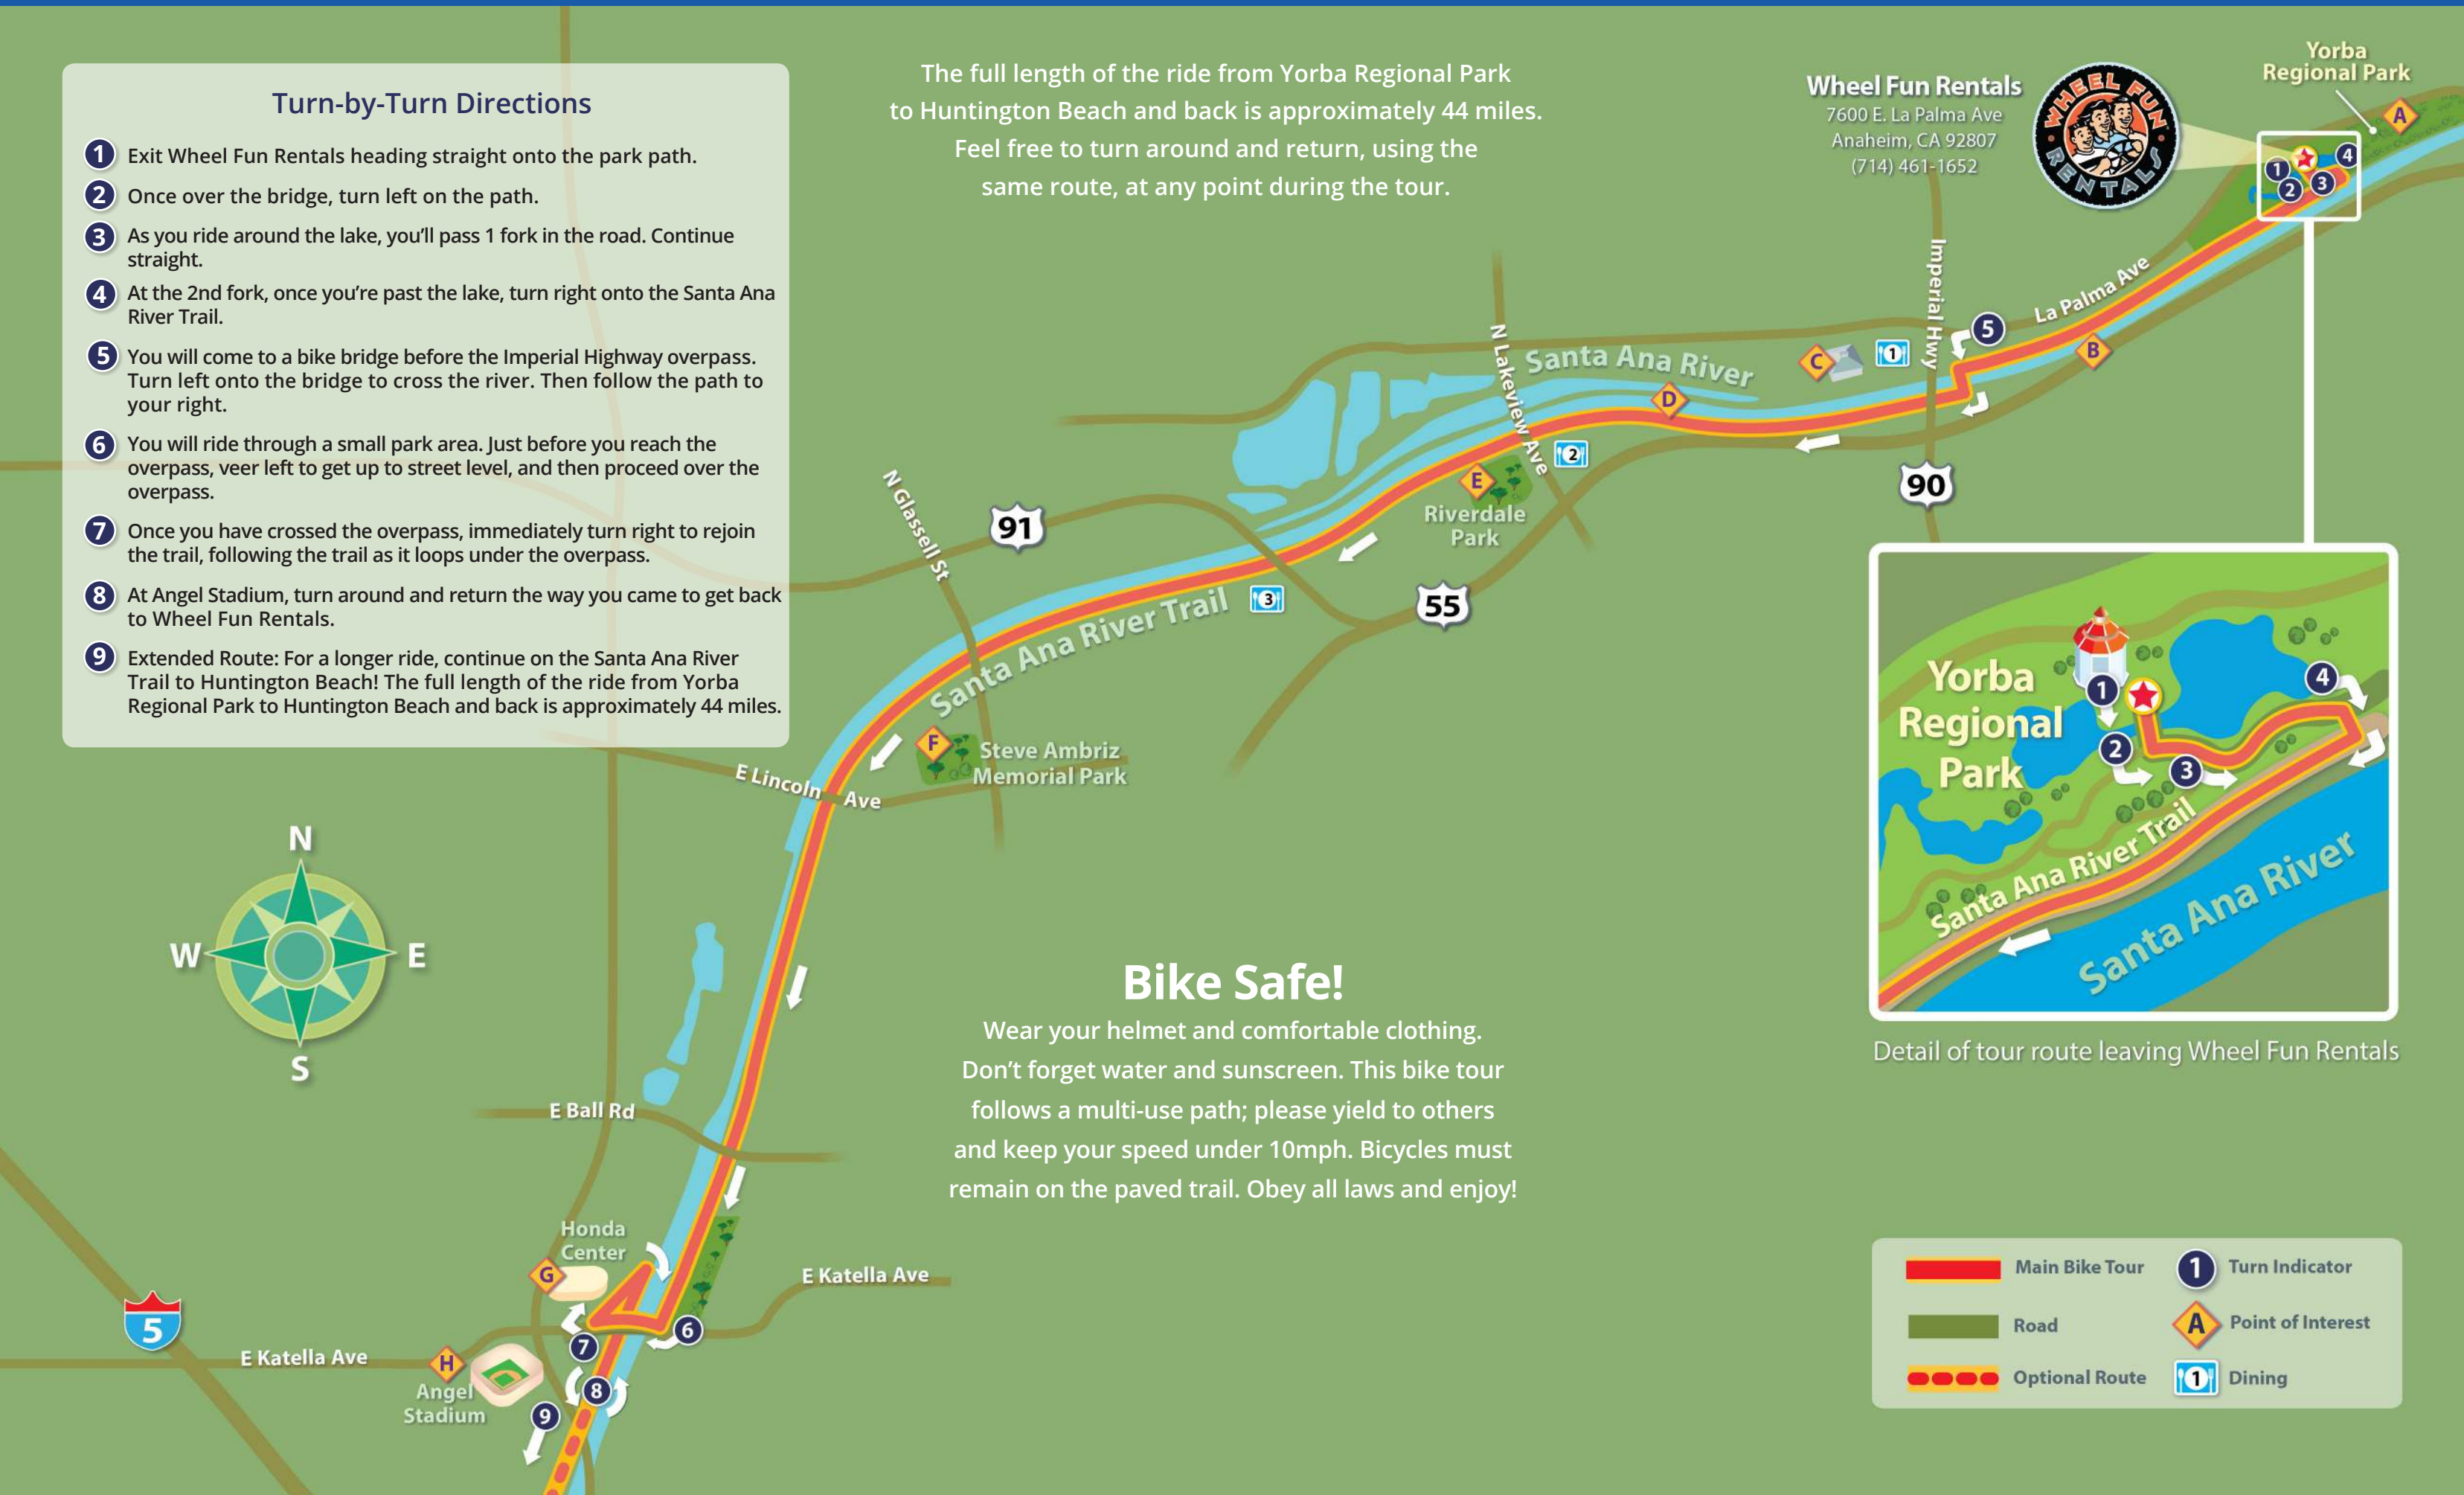 Turn-by-Turn Directions
1 Exit Wheel Fun Rentals heading straight onto the park path.
2 Once over the bridge, turn left on the path.
3 As you ride around the lake, you’ll pass 1 fork in the road. Continue
straight.
4 At the 2nd fork, once you’re past the lake, turn right onto the Santa Ana
River Trail.
5 You will come to a bike bridge before the Imperial Highway overpass.
Turn left onto the bridge to cross the river. Then follow the path to
your right.
6 You will ride through a small park area. Just before you reach the
overpass, veer left to get up to street level, and then proceed over the
overpass.
7 Once you have crossed the overpass, immediately turn right to rejoin
the trail, following the trail as it loops under the overpass.
8 At Angel Stadium, turn around and return the way you came to get back
to Wheel Fun Rentals.
9 Extended Route: For a longer ride, continue on the Santa Ana River
Trail to Huntington Beach! The full length of the ride from Yorba
Regional Park to Huntington Beach and back is approximately 44 miles.
The full length of the ride from Yorba Regional Park
to Huntington Beach and back is approximately 44 miles.
Feel free to turn around and return, using the
same route, at any point during the tour.
Wheel Fun Rentals
7600 E. La Palma Ave
Anaheim, CA 92807
(714) 461-1652
WHEEL FUN
RENTALS
Yorba
Regional Park
A
1
2
3
4
La Palma Ave
Imperial Hwy
5
B
C
1
Santa Ana River
N Lakeview Ave
D
2
E
Riverdale
Park
90
91
55
N Glassell St
3
Santa Ana River Trail
F
Steve Ambriz
Memorial Park
E Lincoln Ave
N
W
E
S
E Ball Rd
Honda
Center
G
E Katella Ave
6
7
5
E Katella Ave
H
Angel
Stadium
8
9
Bike Safe!
Wear your helmet and comfortable clothing.
Don’t forget water and sunscreen. This bike tour
follows a multi-use path; please yield to others
and keep your speed under 10mph. Bicycles must
remain on the paved trail. Obey all laws and enjoy!
Yorba
Regional
Park
1
2
3
4
Santa Ana River Trail
Santa Ana River
Detail of tour route leaving Wheel Fun Rentals
Main Bike Tour
1 Turn Indicator
Road
A Point of Interest
Optional Route
1 Dining